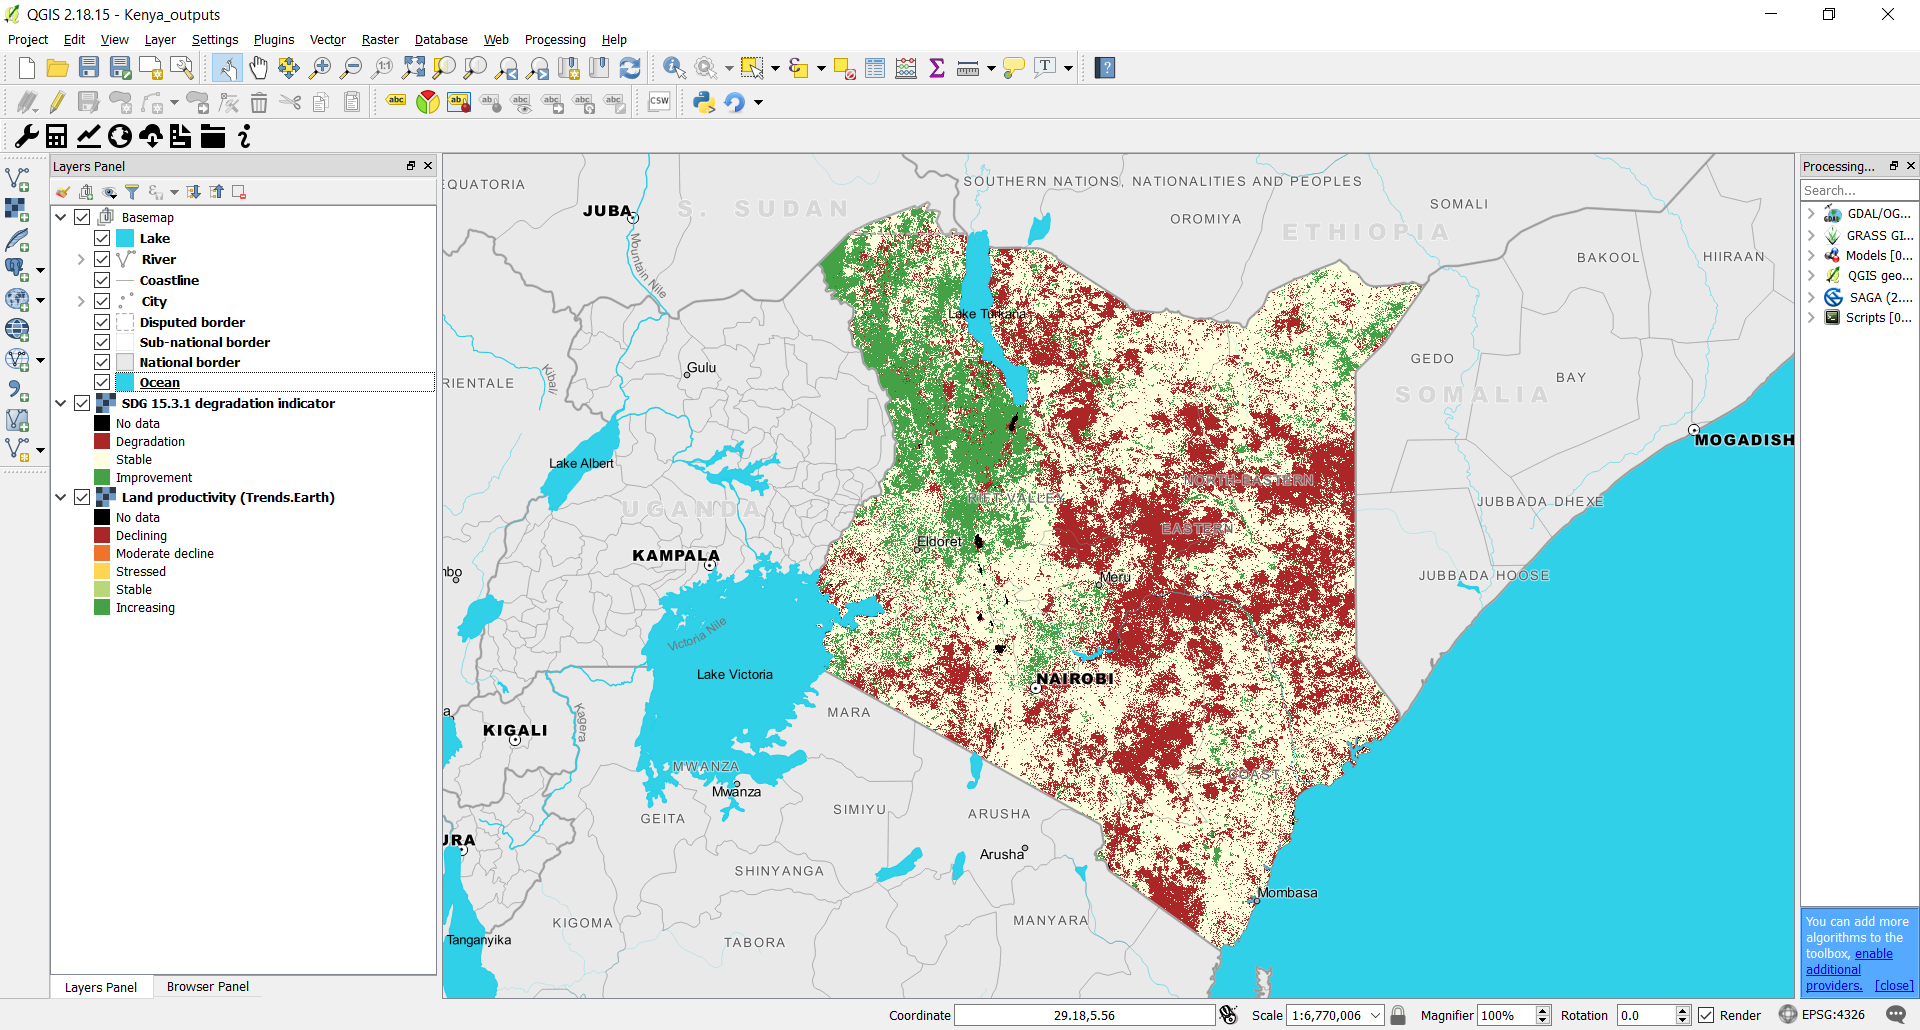 QGIS 2.18.15 - Kenya_outputs
Project Edit View Layer Settings Plugins Vector Raster Database Web Processing Help
Layers Panel
Basemap
Lake
River
Coastline
City
Disputed border
Sub-national border
National border
Ocean
SDG 15.3.1 degradation indicator
No data
Degradation
Stable
Improvement
Land productivity (Trends.Earth)
No data
Declining
Moderate decline
Stressed
Stable
Increasing
Layers Panel Browser Panel
EQUATORIA
JUBA
S. SUDAN
SOUTHERN NATIONS, NATIONALITIES AND PEOPLES
OROMIYA
SOMALI
ETHIOPIA
BAKOOL
HIIRAAN
Mountain Nile
Lake Turkana
GEDO
BAY
SOMALIA
RIENTALE
Kibali
Gulu
MOGADISH
Lake Albert
UGANDA
RIFT VALLEY
NORTH-EASTERN
EASTERN
JUBBADA DHEXE
KAMPALA
Eldoret
Meru
JUBBADA HOOSE
nbo
Victoria Nile
Lake Victoria
NAIROBI
MARA
a
KIGALI
Kagera
MWANZA
Mwanza
COAST
GEITA
SIMIYU
ARUSHA
URA
Arusha
SHINYANGA
Mombasa
KIGOMA
MANYARA
Tanganyika
TABORA
Processing...
Search...
GDAL/OG...
GRASS GI...
Models [0...
QGIS geo...
SAGA (2....
Scripts [0...
You can add more
algorithms to the
toolbox, enable
additional
providers. [close]
Coordinate 29.18,5.56 Scale 1:6,770,006 Magnifier 100% Rotation 0.0 Render EPSG:4326